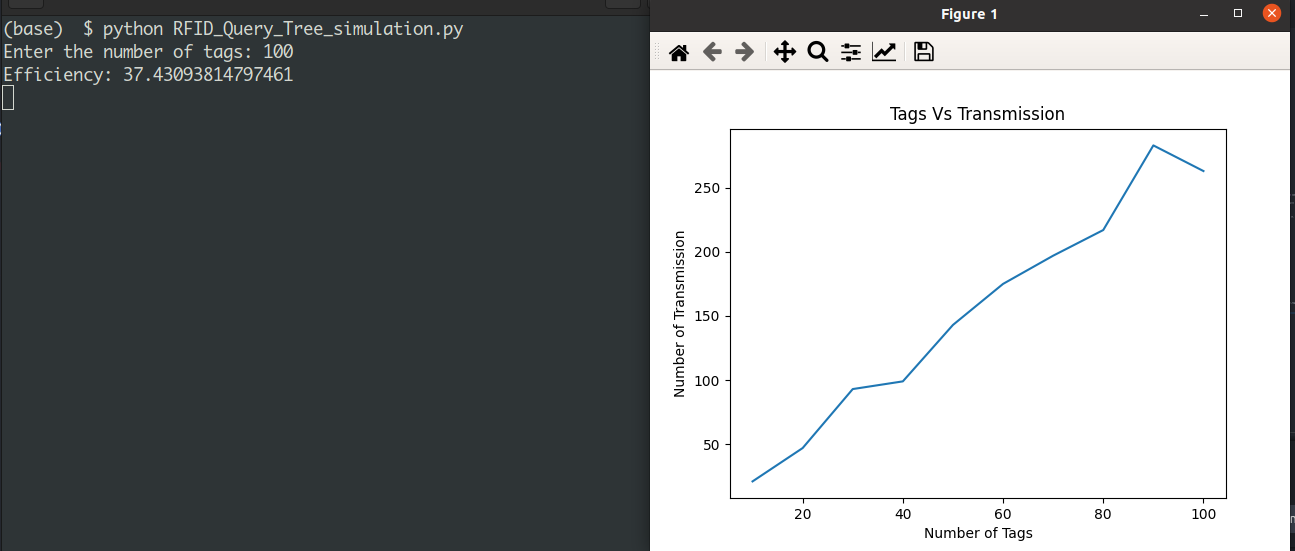 (base)  $ python RFID_Query_Tree_simulation.py
Enter the number of tags: 100
Efficiency: 37.43093814797461
Figure 1
Tags Vs Transmission
250
200
150
100
50
Number of Transmission
20 40 60 80 100
Number of Tags